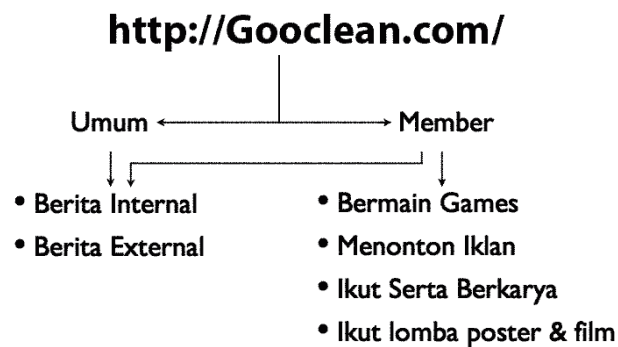 http://Gooclean.com/
Umum
Member
• Berita Internal
• Berita External
• Bermain Games
• Menonton Iklan
• Ikut Serta Berkarya
• Ikut lomba poster & film